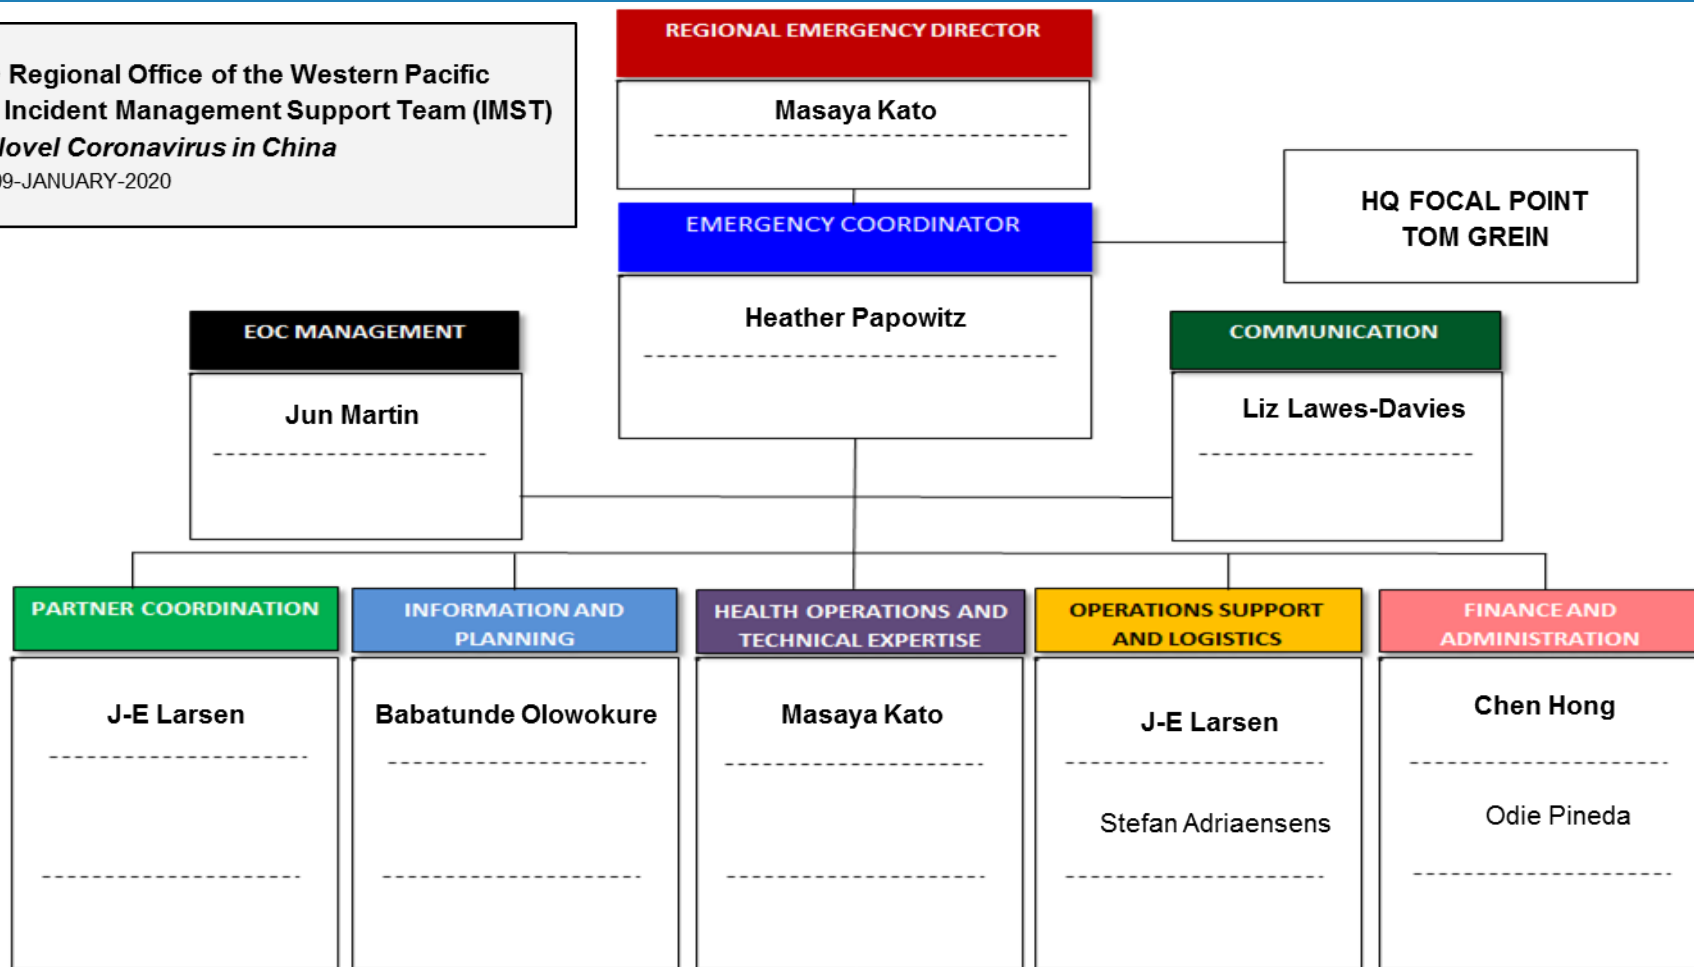 Regional Office of the Western Pacific
Incident Management Support Team (IMST)
Novel Coronavirus in China
09-JANUARY-2020
REGIONAL EMERGENCY DIRECTOR
Masaya Kato
EMERGENCY COORDINATOR
Heather Papowitz
HQ FOCAL POINT
TOM GREIN
EOC MANAGEMENT
Jun Martin
COMMUNICATION
Liz Lawes-Davies
PARTNER COORDINATION
J-E Larsen
INFORMATION AND
PLANNING
Babatunde Olowokure
HEALTH OPERATIONS AND
TECHNICAL EXPERTISE
Masaya Kato
OPERATIONS SUPPORT
AND LOGISTICS
J-E Larsen
Stefan Adriaensens
FINANCE AND
ADMINISTRATION
Chen Hong
Odie Pineda